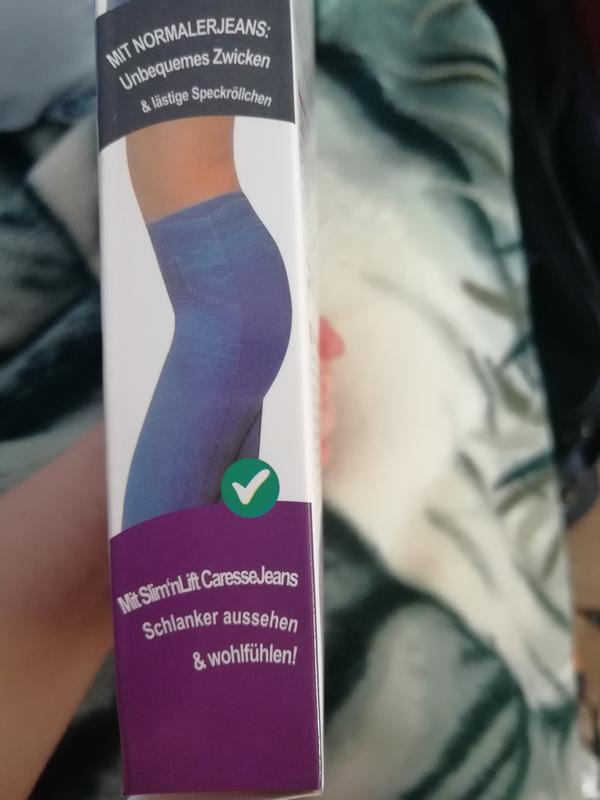 MIT NORMALERJEANS:
Unbequemes Zwicken
& lästige Speckröllchen
Mit Slim'nLift CaresseJeans
Schlanker aussehen
& wohlfühlen!